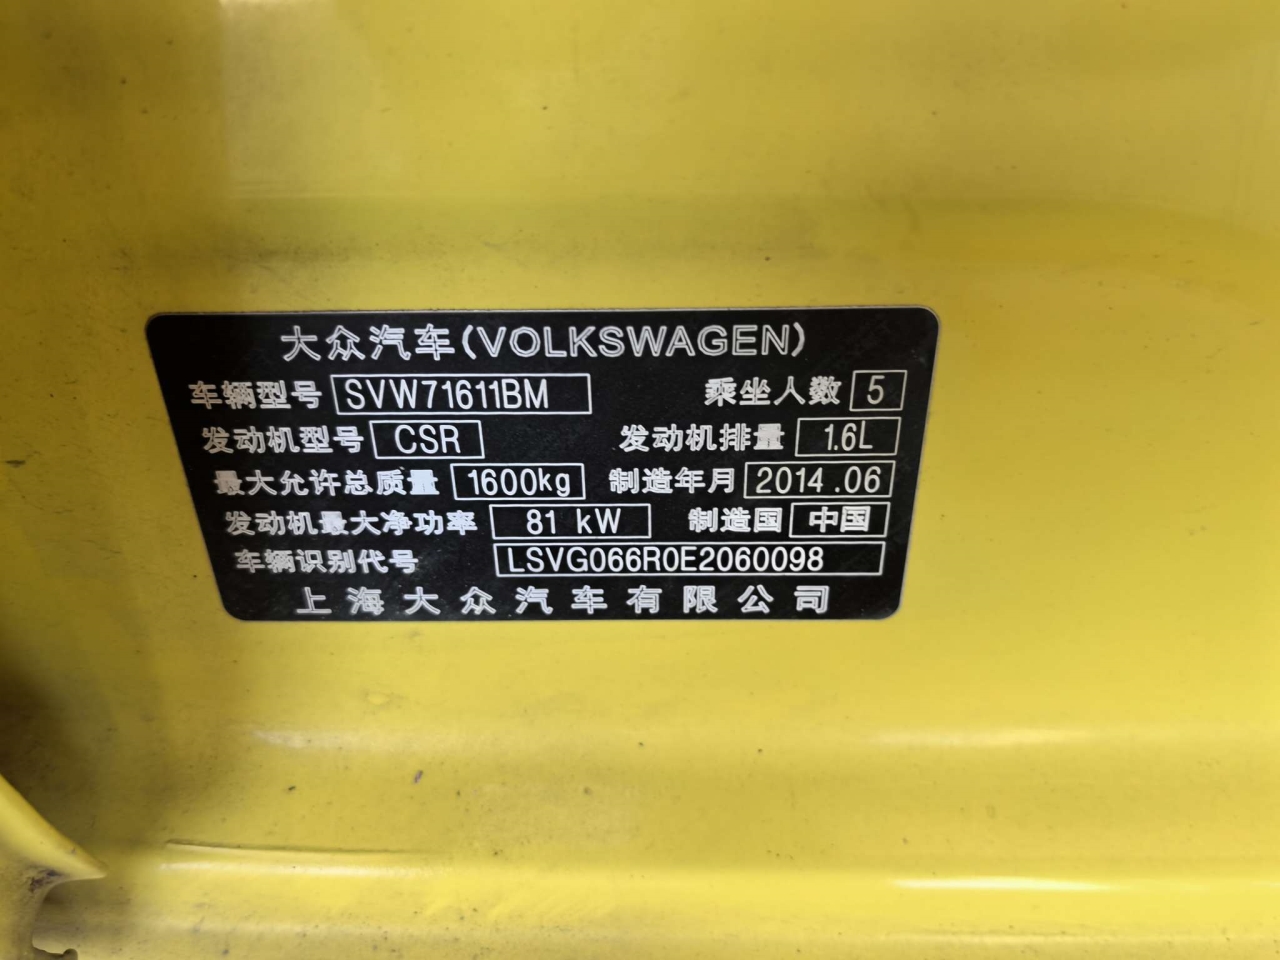 大众汽车(VOLKSWAGEN)
车辆型号 SVW71611BM 乘坐人数 5
发动机型号 CSR 发动机排量 1.6L
最大允许总质量 1600kg 制造年月 2014.06
发动机最大净功率 81 kW 制造国 中国
车辆识别代号 LSVG066R0E2060098
上海大众汽车有限公司